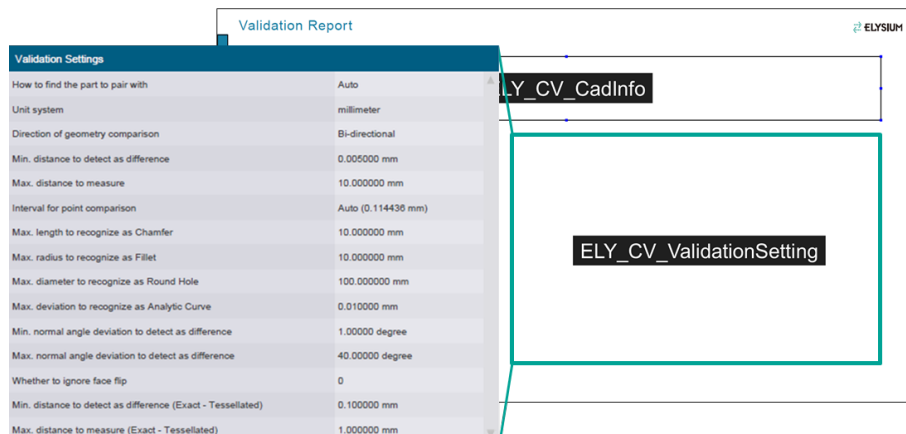 Validation Report
ELYSIUM
Validation Settings
How to find the part to pair with Auto
Unit system millimeter
Direction of geometry comparison Bi-directional
Min. distance to detect as difference 0.005000 mm
Max. distance to measure 10.000000 mm
Interval for point comparison Auto (0.114436 mm)
Max. length to recognize as Chamfer 10.000000 mm
Max. radius to recognize as Fillet 10.000000 mm
Max. diameter to recognize as Round Hole 100.000000 mm
Max. deviation to recognize as Analytic Curve 0.010000 mm
Min. normal angle deviation to detect as difference 1.00000 degree
Max. normal angle deviation to detect as difference 40.00000 degree
Whether to ignore face flip 0
Min. distance to detect as difference (Exact - Tessellated) 0.100000 mm
Max. distance to measure (Exact - Tessellated) 1.000000 mm
LY_CV_CadInfo
ELY_CV_ValidationSetting